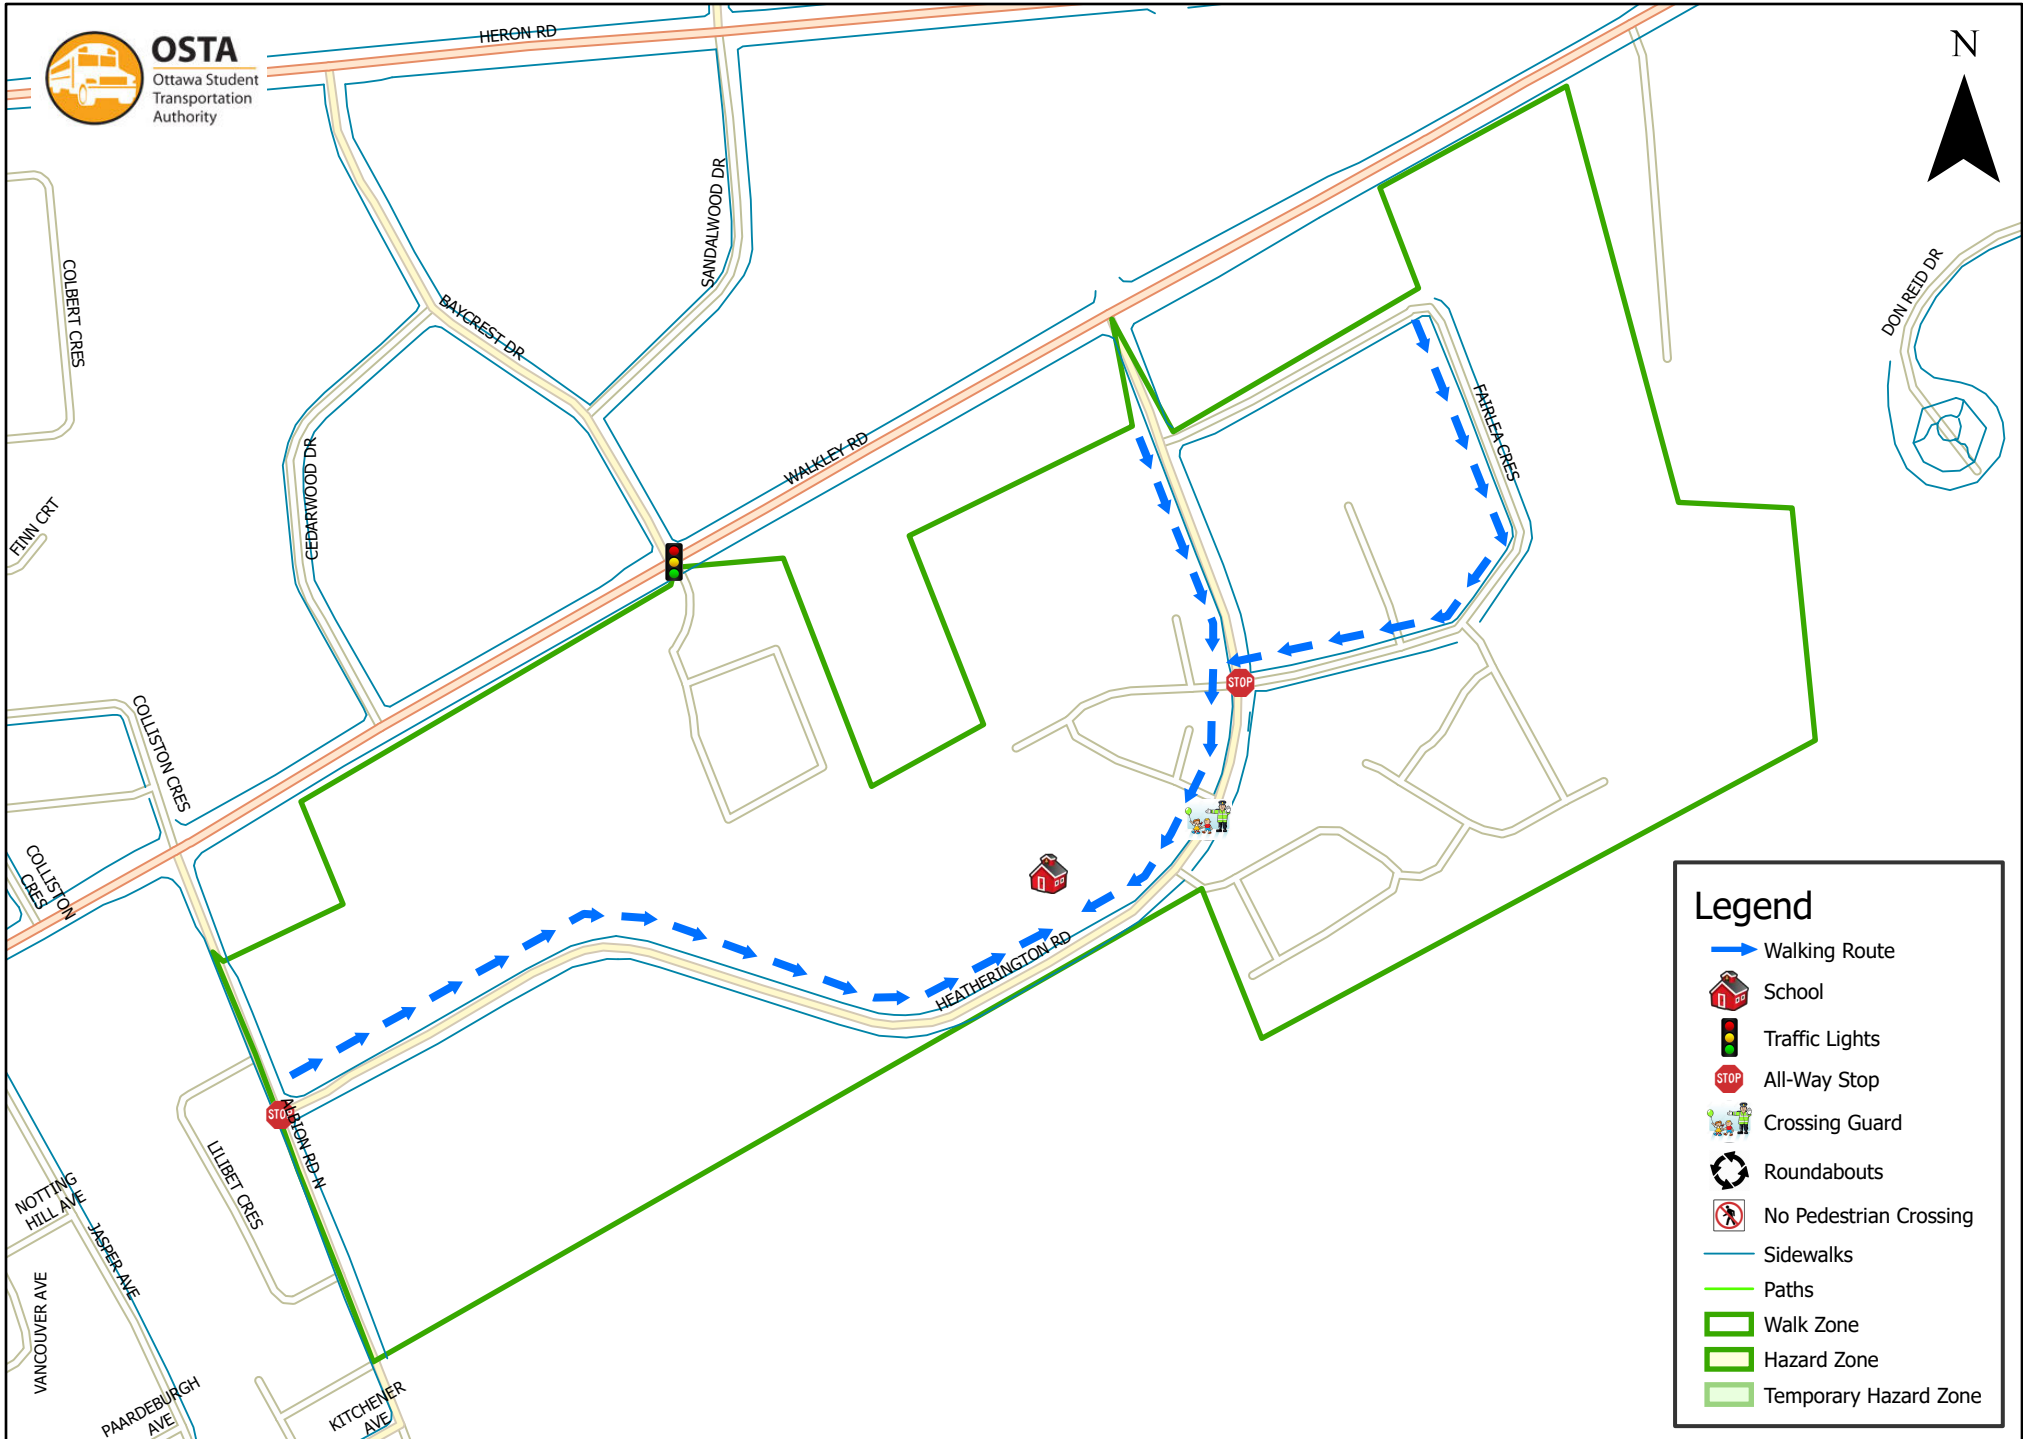 OSTA
Ottawa Student
Transportation
Authority
HERON RD
N
SANDALWOOD DR
COLBERT CRES
BAYCREST DR
DON REID DR
FAIRLEA CRES
WALKLEY RD
CEDARWOOD DR
FINN CRT
COLLISTON CRES
STOP
COLLISTON
CRES
HEATHERINGTON RD
STOP
ALBION RD N
LILIBET CRES
NOTTING
HILL AVE
JASPER AVE
VANCOUVER AVE
PAARDEBURGH
AVE
KITCHENER
AVE
Legend
Walking Route
School
Traffic Lights
STOP
All-Way Stop
Crossing Guard
Roundabouts
No Pedestrian Crossing
Sidewalks
Paths
Walk Zone
Hazard Zone
Temporary Hazard Zone